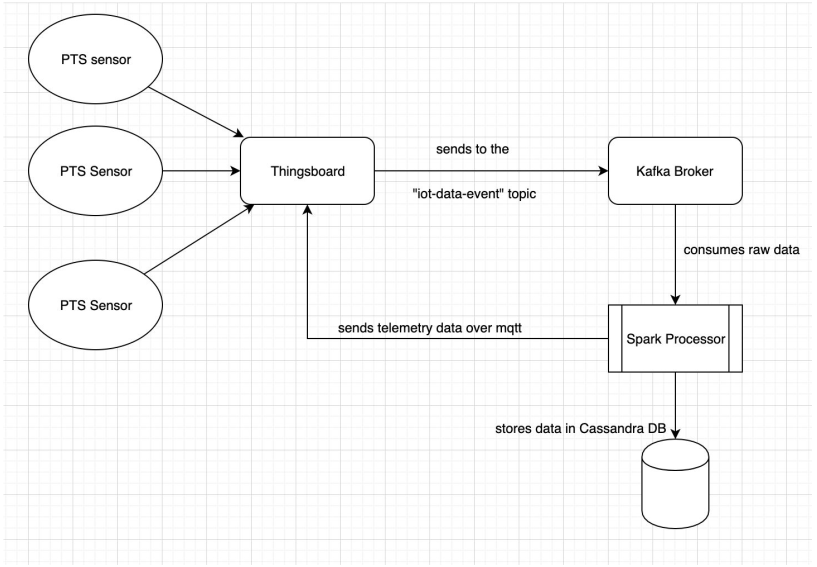 PTS sensor
PTS Sensor
PTS Sensor
Thingsboard
sends to the
"iot-data-event" topic
Kafka Broker
consumes raw data
Spark Processor
sends telemetry data over mqtt
stores data in Cassandra DB